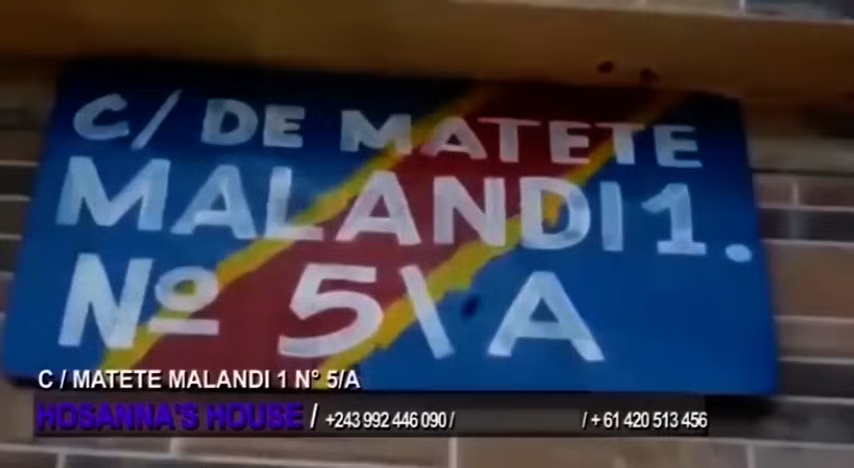 C/ DE MATETE
MALANDI 1.
Nº 5\A
C / MATETE MALANDI 1 N° 5/A
HOSANNA'S HOUSE / +243 992 446 090 / / + 61 420 513 456